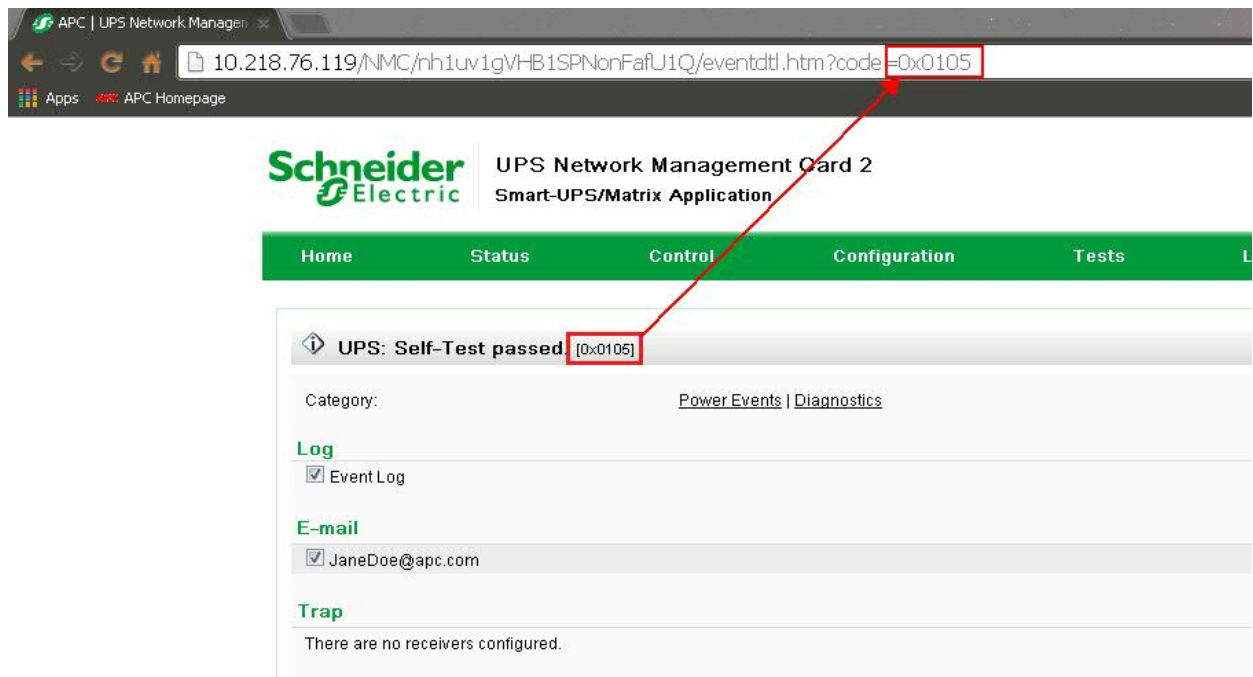 APC | UPS Network Managen
10.218.76.119/NMC/nh1uv1gVHB1SPNonFafU1Q/eventdtl.htm?code=0x0105
Apps APC Homepage
Schneider Electric
UPS Network Management Card 2
Smart-UPS/Matrix Application
Home Status Control Configuration Tests L
UPS: Self-Test passed. [0x0105]
Category: Power Events | Diagnostics
Log
Event Log
E-mail
JaneDoe@apc.com
Trap
There are no receivers configured.